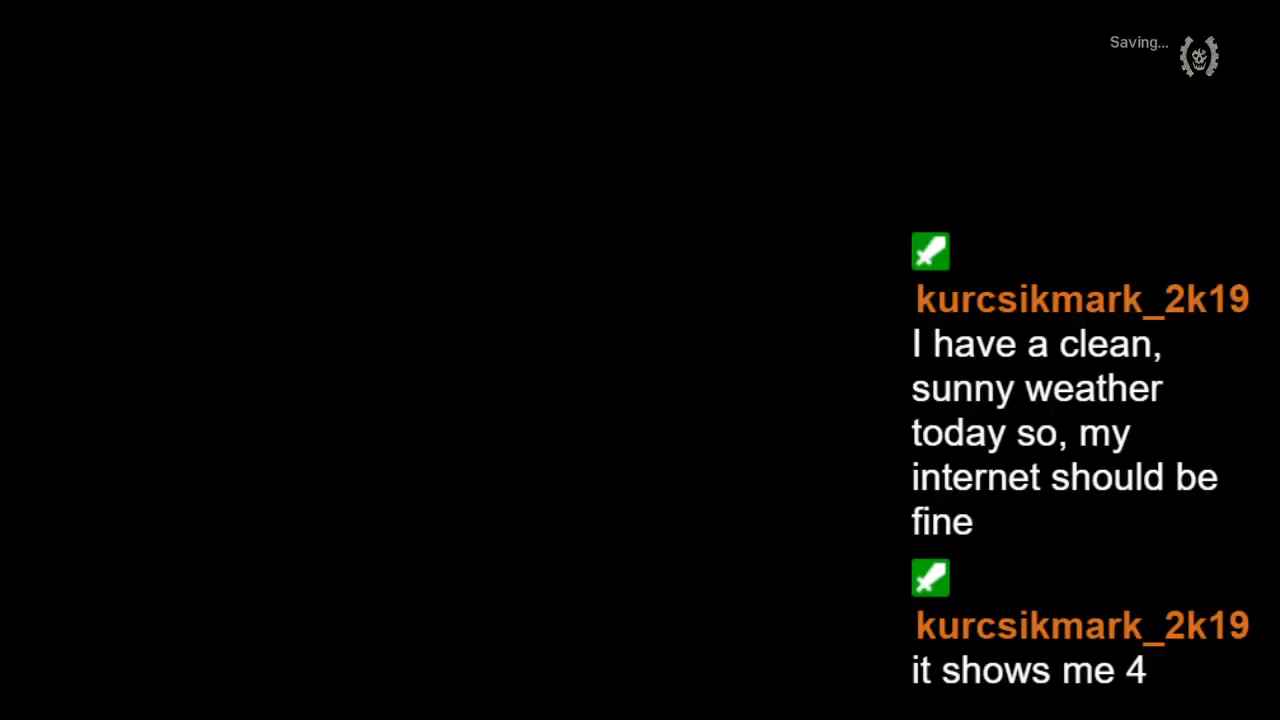 Saving...
kurcsikmark_2k19
I have a clean,
sunny weather
today so, my
internet should be
fine
kurcsikmark_2k19
it shows me 4